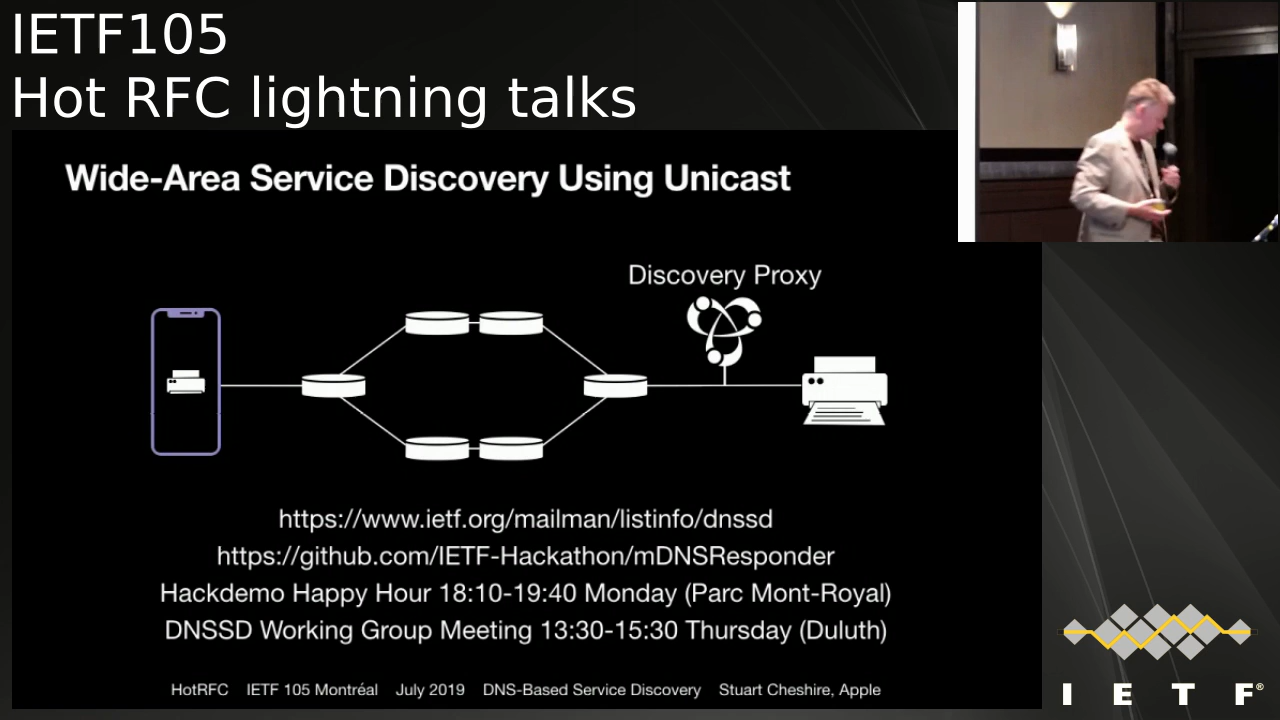 IETF105
Hot RFC lightning talks
Wide-Area Service Discovery Using Unicast
Discovery Proxy
https://www.ietf.org/mailman/listinfo/dnssd
https://github.com/IETF-Hackathon/mDNSResponder
Hackdemo Happy Hour 18:10-19:40 Monday (Parc Mont-Royal)
DNSSD Working Group Meeting 13:30-15:30 Thursday (Duluth)
HotRFC IETF 105 Montréal July 2019 DNS-Based Service Discovery Stuart Cheshire, Apple
I E T F®